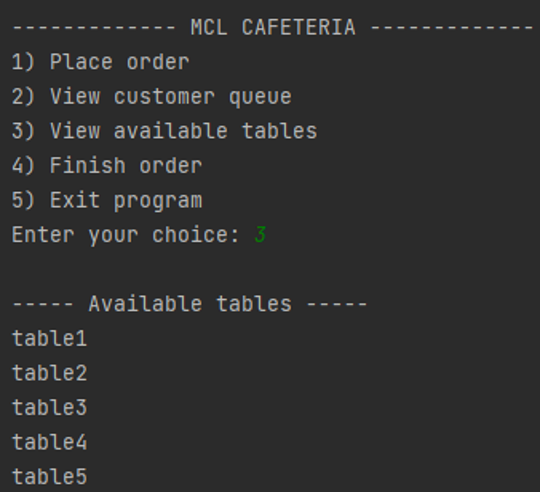 ------------- MCL CAFETERIA -------------
1) Place order
2) View customer queue
3) View available tables
4) Finish order
5) Exit program
Enter your choice: 3
----- Available tables -----
table1
table2
table3
table4
table5